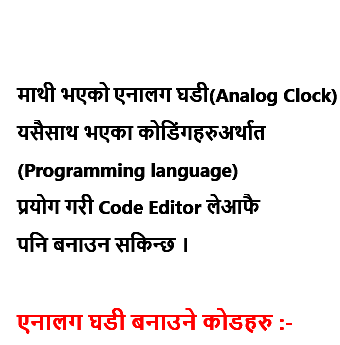 माथी भएको एनालग घडी(Analog Clock)
यसैसाथ भएका कोडिंगहरुअर्थात
(Programming language)
प्रयोग गरी Code Editor लेआफै
पनि बनाउन सकिन्छ ।
एनालग घडी बनाउने कोडहरु :-